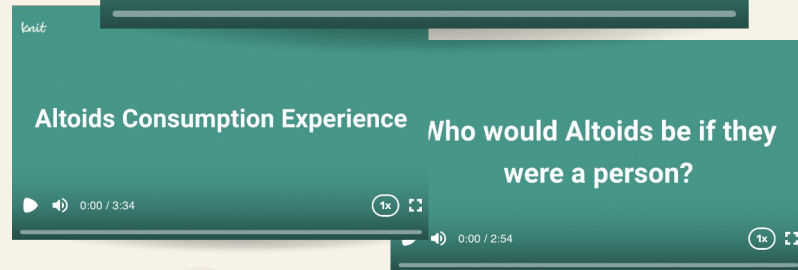 knit
Altoids Consumption Experience
0:00 / 3:34
1x
Who would Altoids be if they
were a person?
0:00 / 2:54
1x